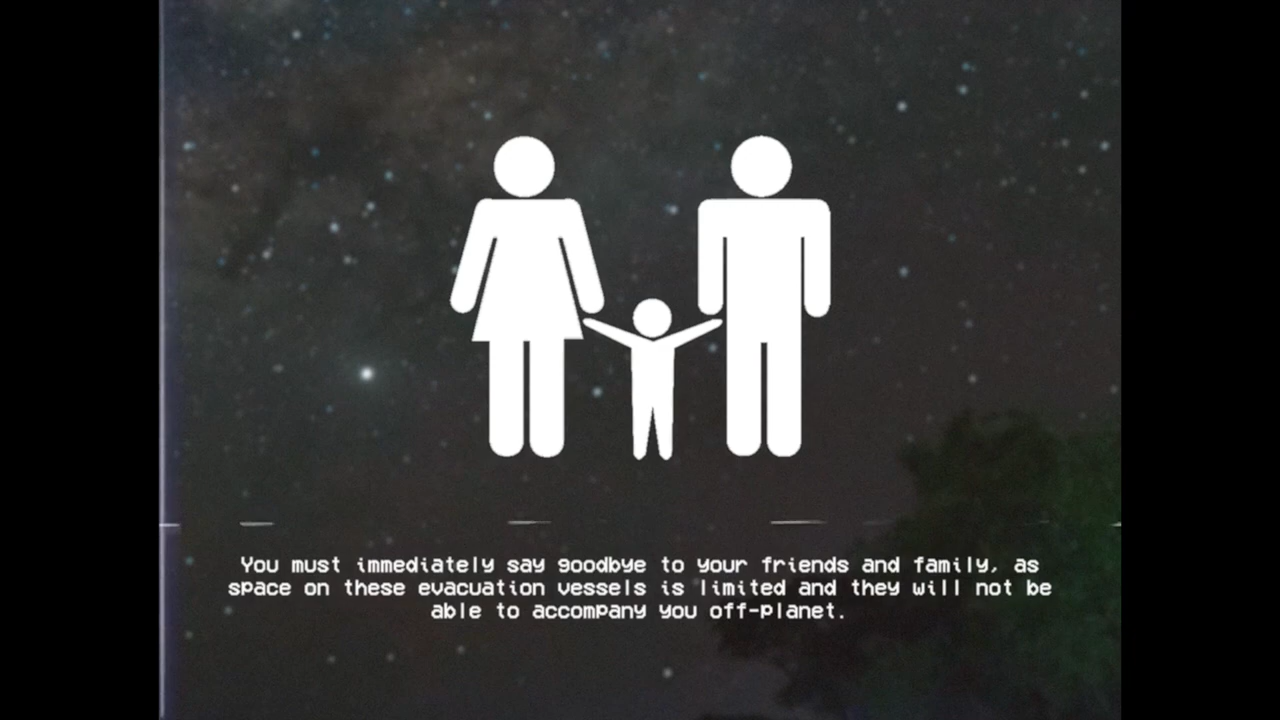 You must immediately say goodbye to your friends and family, as
space on these evacuation vessels is limited and they will not be
able to accompany you off-planet.